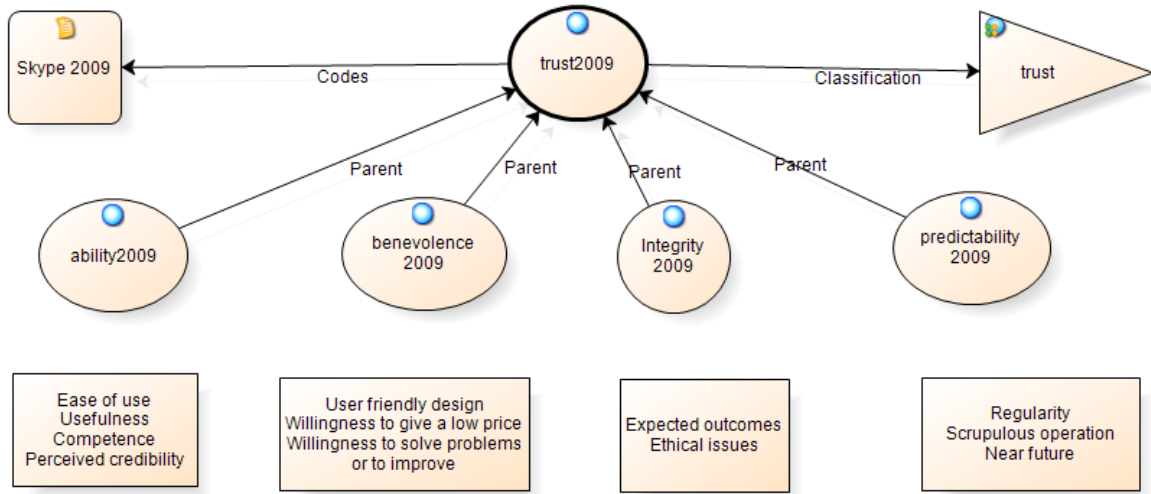 Skype 2009
Codes
trust2009
Classification
trust
Parent
Parent
Parent
Parent
ability2009
benevolence
2009
Integrity
2009
predictability
2009
Ease of use
Usefulness
Competence
Perceived credibility
User friendly design
Willingness to give a low price
Willingness to solve problems
or to improve
Expected outcomes
Ethical issues
Regularity
Scrupulous operation
Near future